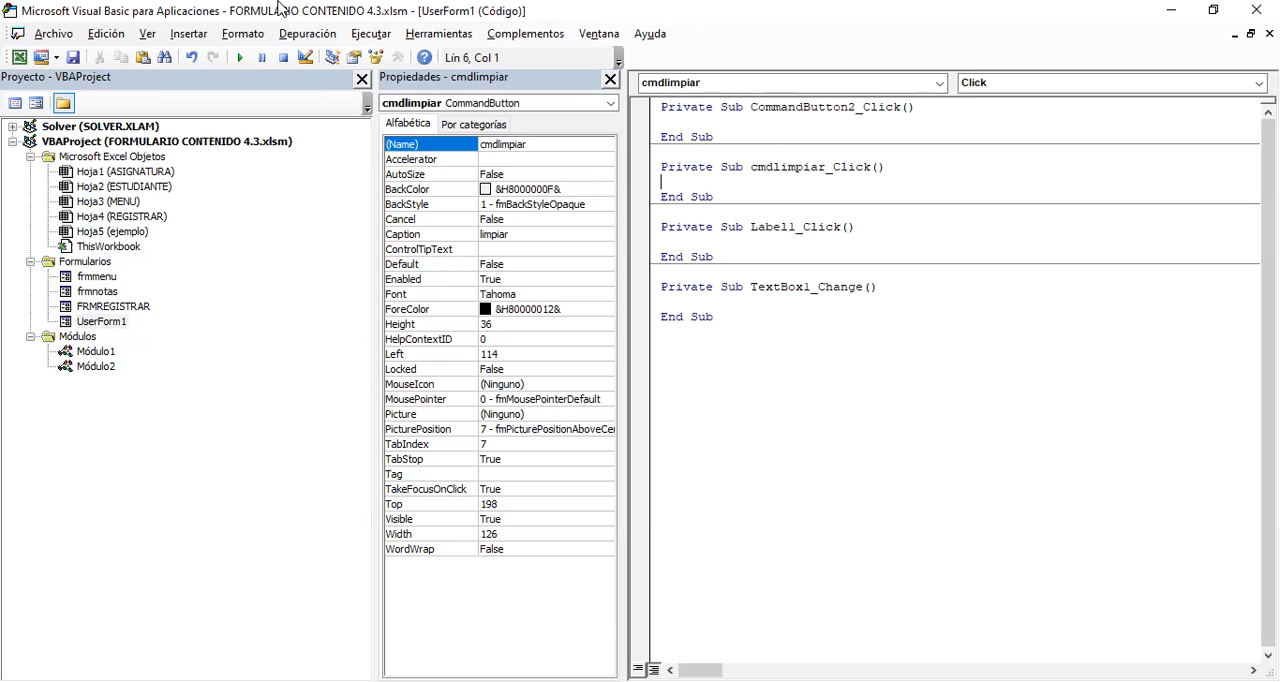 Microsoft Visual Basic para Aplicaciones - FORMULARIO CONTENIDO 4.3.xlsm - [UserForm1 (Código)]
Archivo Edición Ver Insertar Formato Depuración Ejecutar Herramientas Complementos Ventana Ayuda
Lín 6, Col 1
Proyecto - VBAProject
Solver (SOLVER.XLAM)
VBAProject (FORMULARIO CONTENIDO 4.3.xlsm)
Microsoft Excel Objetos
Hoja1 (ASIGNATURA)
Hoja2 (ESTUDIANTE)
Hoja3 (MENU)
Hoja4 (REGISTRAR)
Hoja5 (ejemplo)
ThisWorkbook
Formularios
frmmenu
frmnotas
FRMREGISTRAR
UserForm1
Módulos
Módulo1
Módulo2
Propiedades - cmdlimpiar
cmdlimpiar CommandButton
Alfabética Por categorías
(Name) cmdlimpiar
Accelerator
AutoSize False
BackColor &H8000000F&
BackStyle 1 - fmBackStyleOpaque
Cancel False
Caption limpiar
ControlTipText
Default False
Enabled True
Font Tahoma
ForeColor &H80000012&
Height 36
HelpContextID 0
Left 114
Locked False
MouseIcon (Ninguno)
MousePointer 0 - fmMousePointerDefault
Picture (Ninguno)
PicturePosition 7 - fmPicturePositionAboveCe
TabIndex 7
TabStop True
Tag
TakeFocusOnClick True
Top 198
Visible True
Width 126
WordWrap False
cmdlimpiar Click
Private Sub CommandButton2_Click()
End Sub
Private Sub cmdlimpiar_Click()
End Sub
Private Sub Label1_Click()
End Sub
Private Sub TextBox1_Change()
End Sub